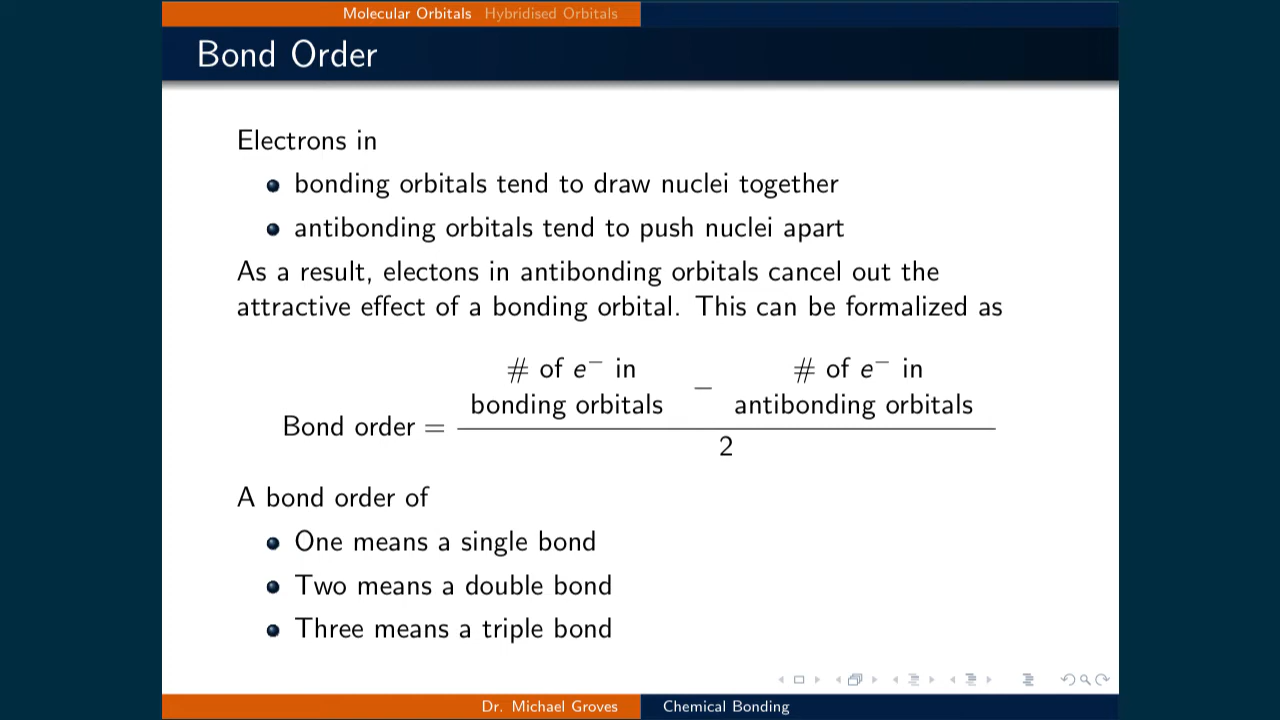 Molecular Orbitals Hybridised Orbitals
Bond Order
Electrons in
bonding orbitals tend to draw nuclei together
antibonding orbitals tend to push nuclei apart
As a result, electons in antibonding orbitals cancel out the
attractive effect of a bonding orbital. This can be formalized as
# of e⁻ in # of e⁻ in
bonding orbitals − antibonding orbitals
Bond order =
2
A bond order of
One means a single bond
Two means a double bond
Three means a triple bond
Dr. Michael Groves Chemical Bonding